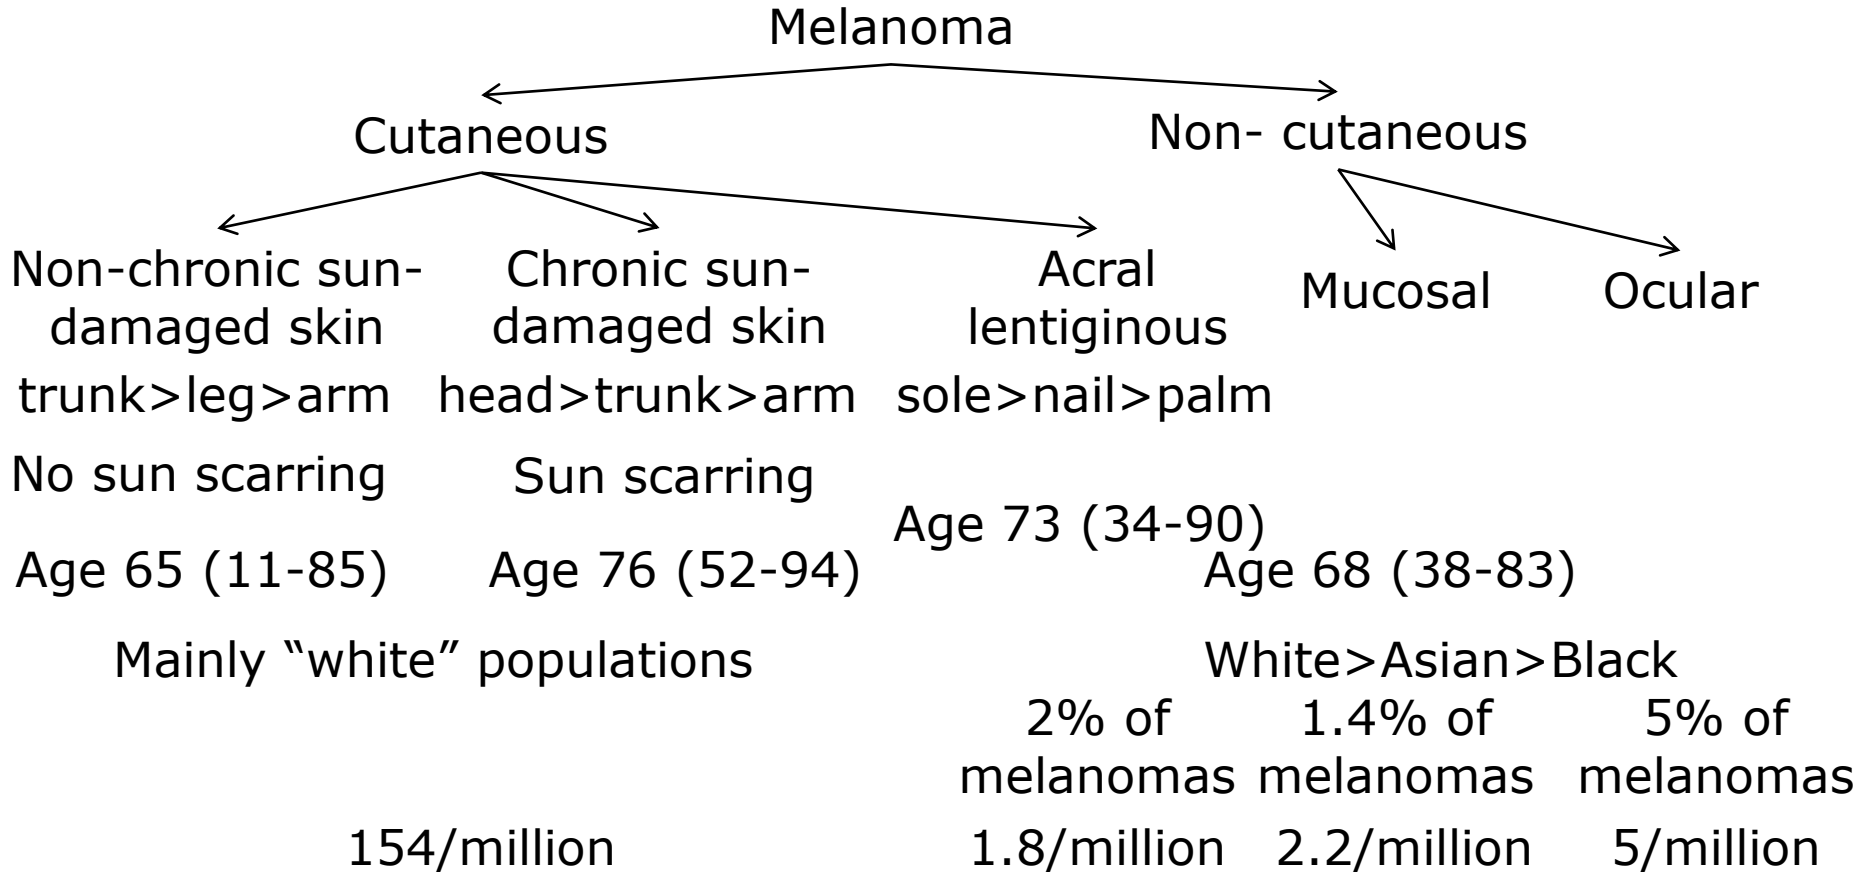 Melanoma
Cutaneous
Non- cutaneous
Non-chronic sun-
damaged skin
Chronic sun-
damaged skin
Acral
lentiginous
Mucosal
Ocular
trunk>leg>arm
head>trunk>arm
sole>nail>palm
No sun scarring
Sun scarring
Age 65 (11-85)
Age 76 (52-94)
Age 73 (34-90)
Age 68 (38-83)
Mainly “white” populations
White>Asian>Black
2% of
melanomas
1.4% of
melanomas
5% of
melanomas
154/million
1.8/million
2.2/million
5/million